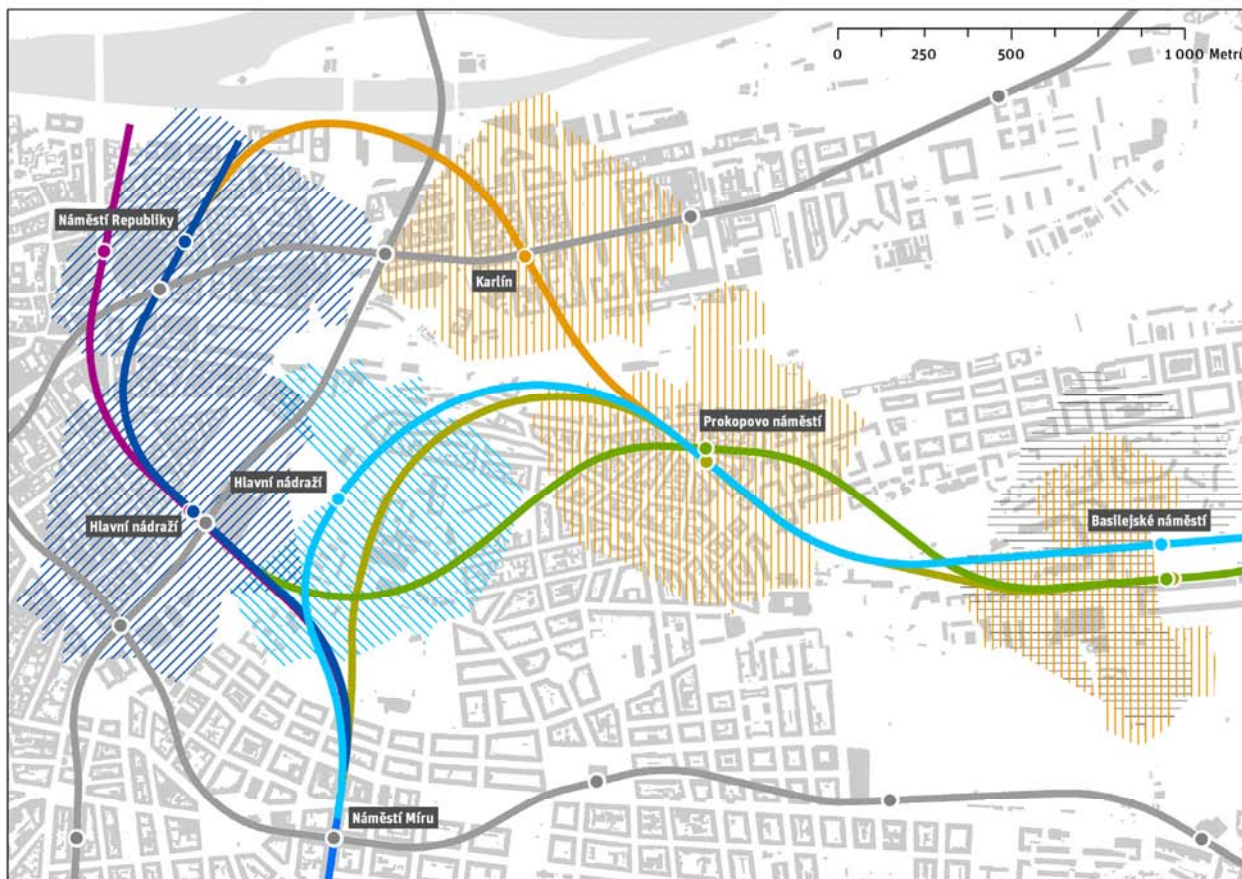 0 250 500 1 000 Metrů
Náměstí Republiky
Karlín
Prokopovo náměstí
Hlavní nádraží
Hlavní nádraží
Basilejské náměstí
Náměstí Míru